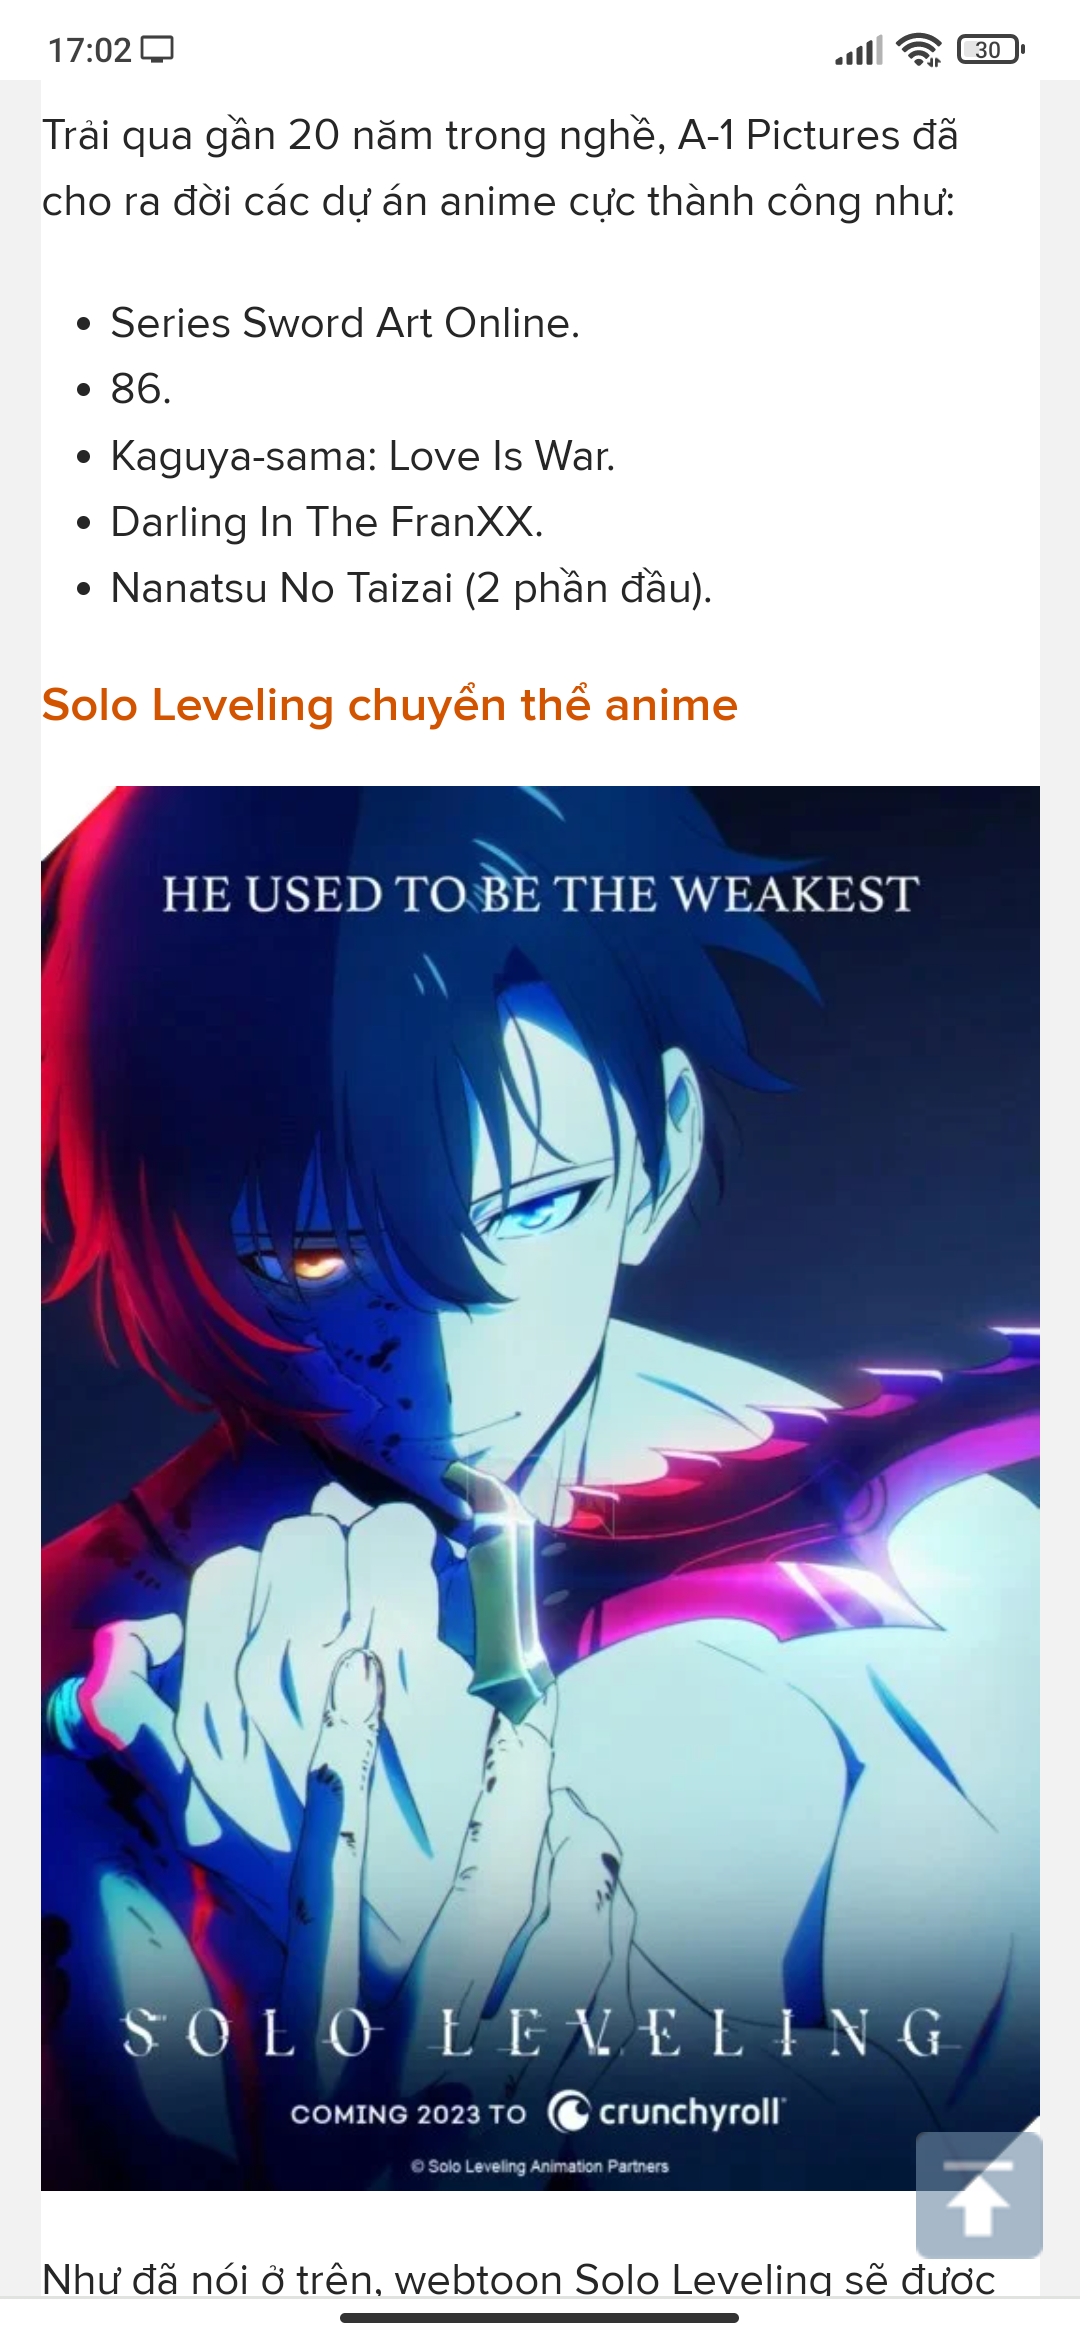 17:02
30
Trải qua gần 20 năm trong nghề, A-1 Pictures đã
cho ra đời các dự án anime cực thành công như:
• Series Sword Art Online.
• 86.
• Kaguya-sama: Love Is War.
• Darling In The FranXX.
• Nanatsu No Taizai (2 phần đầu).
Solo Leveling chuyển thể anime
HE USED TO BE THE WEAKEST
SOLO LEVELING
COMING 2023 TO crunchyroll
© Solo Leveling Animation Partners
Như đã nói ở trên, webtoon Solo Leveling sẽ được